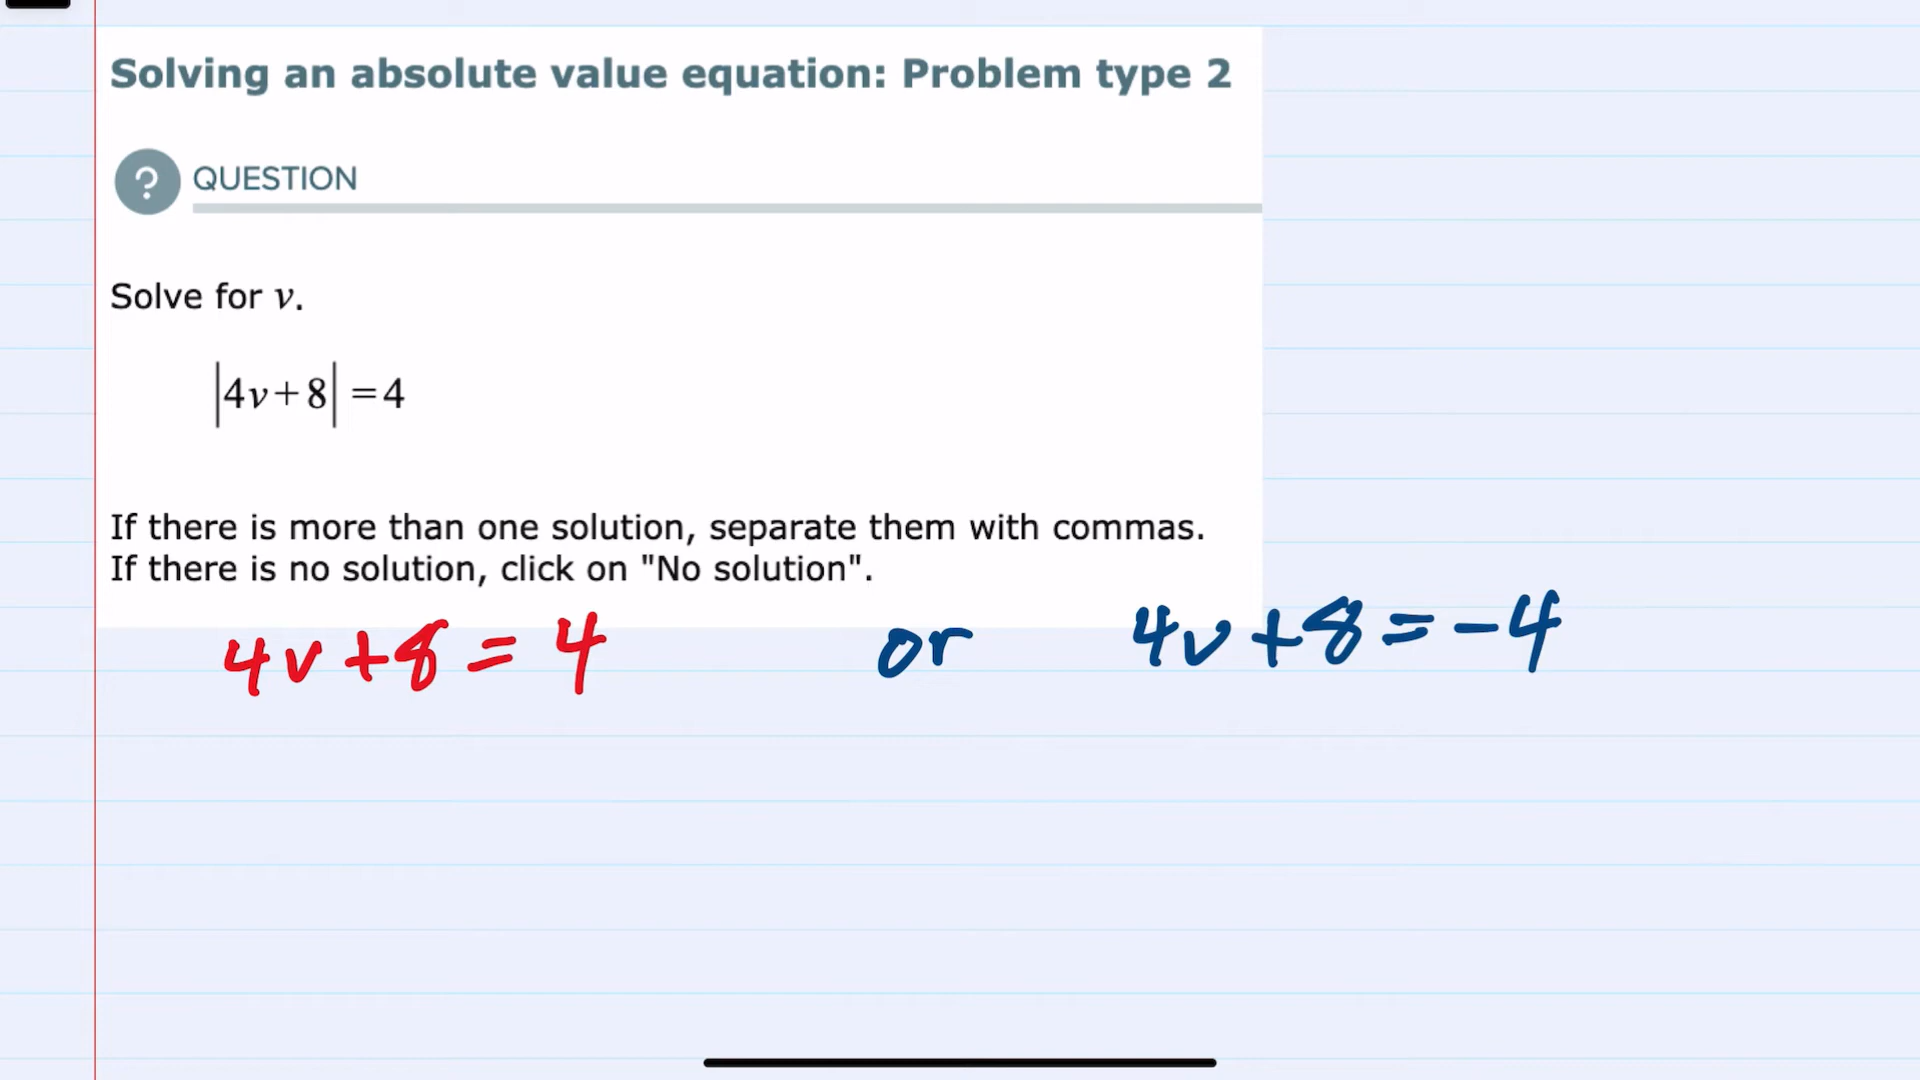 Solving an absolute value equation: Problem type 2
? QUESTION
Solve for v.
|4v+8| =4
If there is more than one solution, separate them with commas.
If there is no solution, click on "No solution".
4v+8=4 or 4v+8=-4